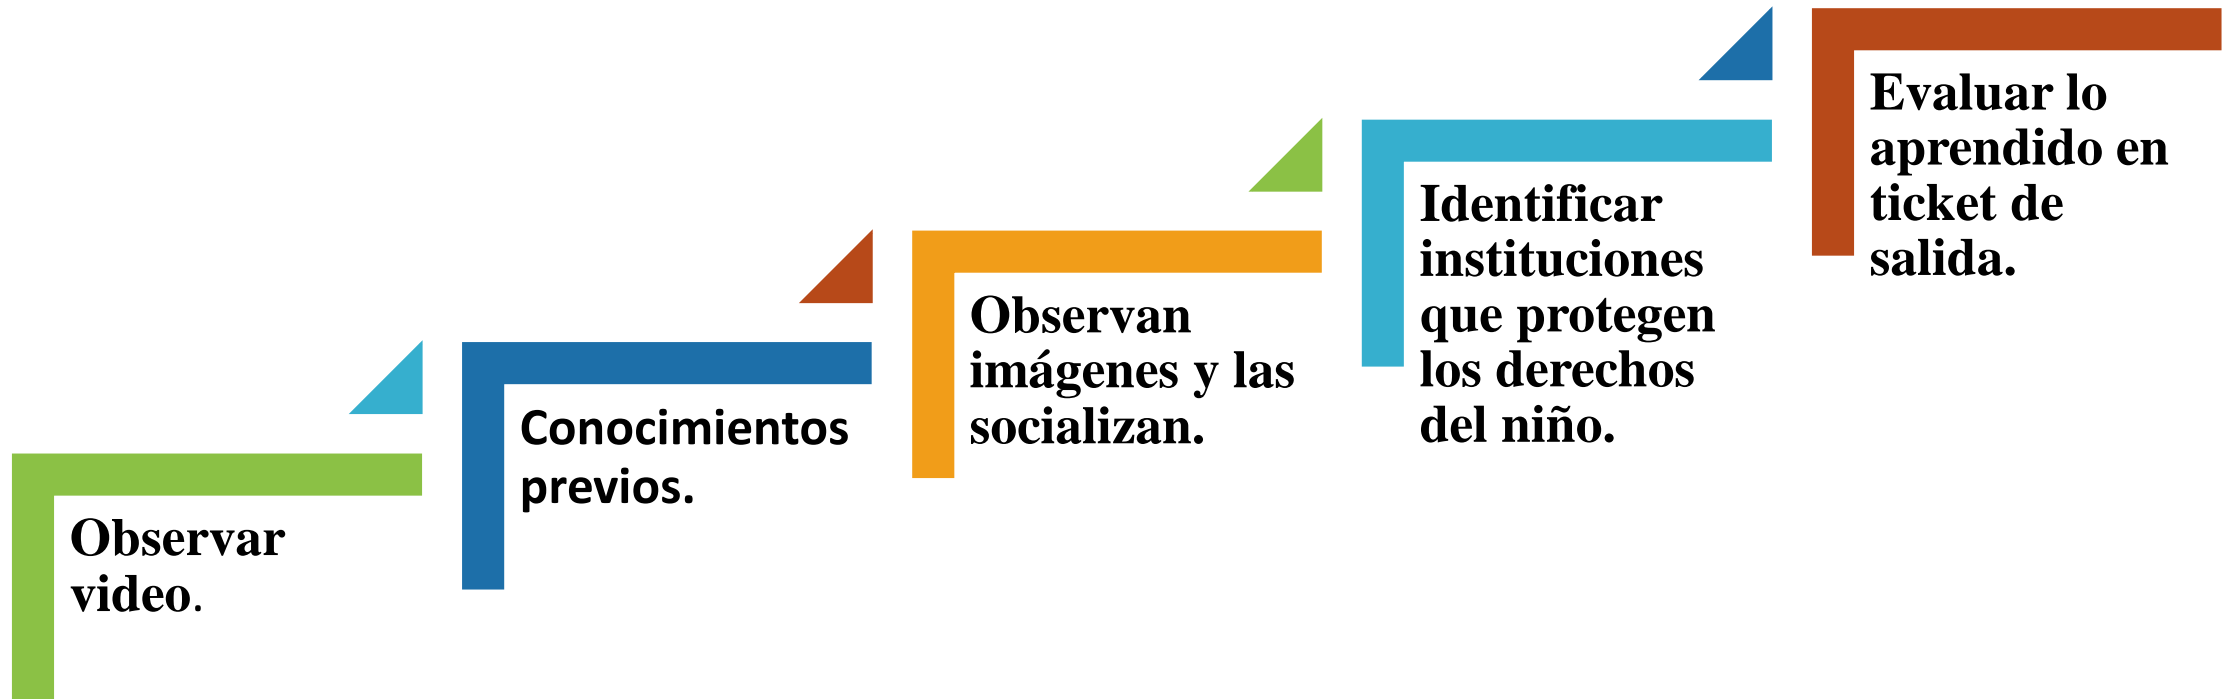 Observar
video.
Conocimientos
previos.
Observan
imágenes y las
socializan.
Identificar
instituciones
que protegen
los derechos
del niño.
Evaluar lo
aprendido en
ticket de
salida.